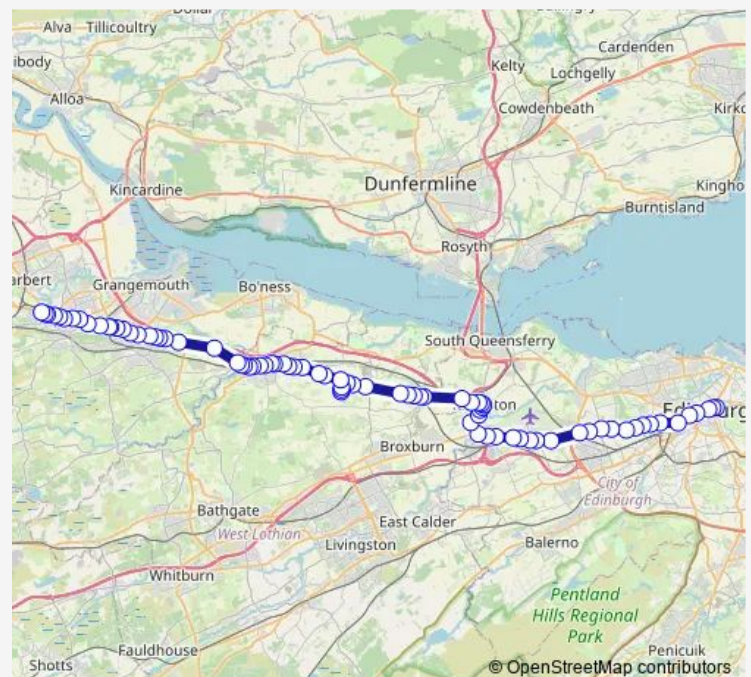 Alva Tillicoultry
Cardenden
Kelty
Lochgelly
Alloa
Cowdenbeath
Kincardine
Dunfermline
Burntisland
Rosyth
Grangemouth
Bo'ness
South Queensferry
Broxburn
City of
Edinburgh
Bathgate
East Calder
West Lothian
Livingston
Balerno
Whitburn
Pentland
Hills Regional
Park
Fauldhouse
Penicuik
Shotts
© OpenStreetMap contributors